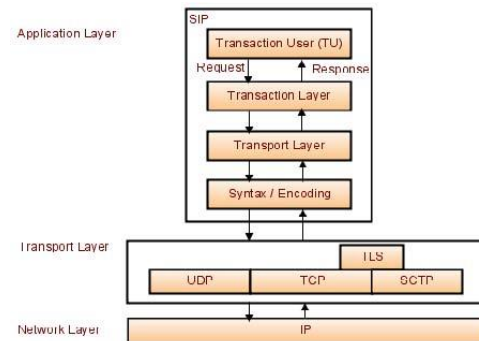 SIP
Application Layer
Transaction User (TU)
Request
Response
Transaction Layer
Transport Layer
Syntax / Encoding
Transport Layer
TLS
UDP
TCP
SCTP
Network Layer
IP